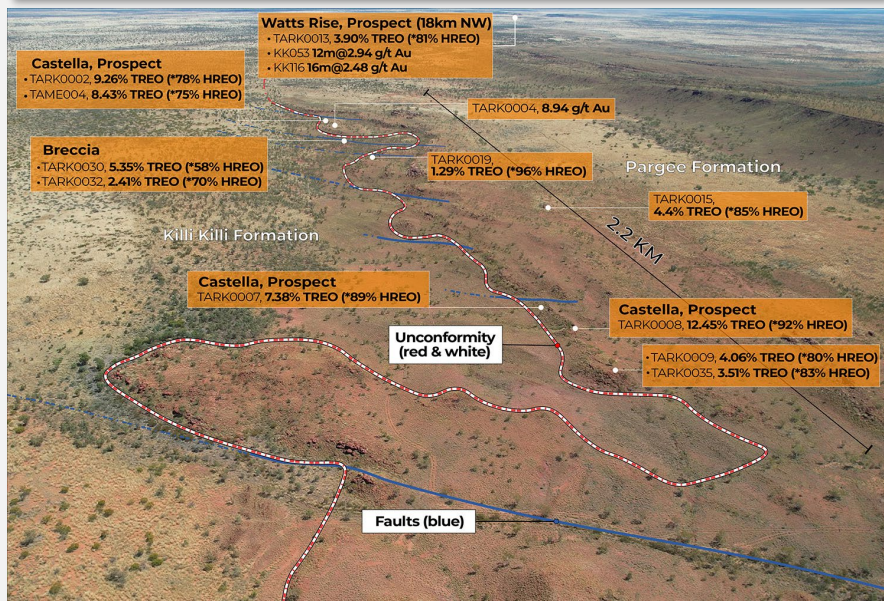 Watts Rise, Prospect (18km NW)
• TARK0013, 3.90% TREO (*81% HREO)
• KK053 12m@2.94 g/t Au
• KK116 16m@2.48 g/t Au
Castella, Prospect
• TARK0002, 9.26% TREO (*78% HREO)
• TAME004, 8.43% TREO (*75% HREO)
TARK0004, 8.94 g/t Au
Breccia
• TARK0030, 5.35% TREO (*58% HREO)
• TARK0032, 2.41% TREO (*70% HREO)
TARK0019,
1.29% TREO (*96% HREO)
Pargee Formation
TARK0015,
4.4% TREO (*85% HREO)
Killi Killi Formation
2.2 KM
Castella, Prospect
TARK0007, 7.38% TREO (*89% HREO)
Castella, Prospect
TARK0008, 12.45% TREO (*92% HREO)
Unconformity
(red & white)
• TARK0009, 4.06% TREO (*80% HREO)
• TARK0035, 3.51% TREO (*83% HREO)
Faults (blue)